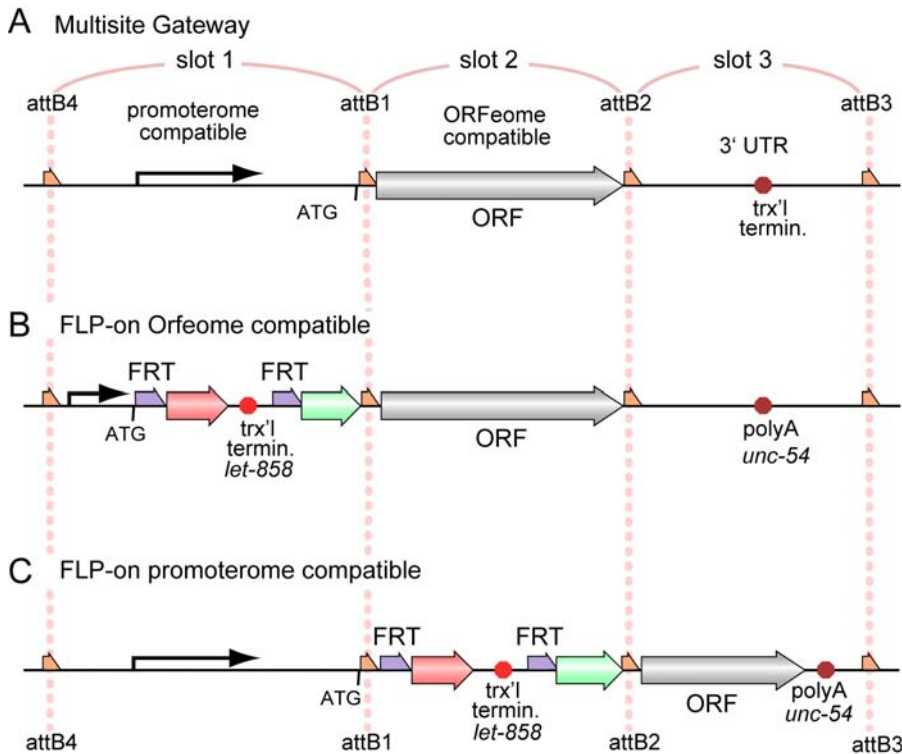 A Multisite Gateway
slot 1 slot 2 slot 3
attB4 attB1 attB2 attB3
promoterome
compatible
ORFeome
compatible
3' UTR
ATG
ORF
trx'l
termin.
B FLP-on Orfeome compatible
FRT FRT
ATG
trx'l
termin.
let-858
ORF
polyA
unc-54
C FLP-on promoterome compatible
FRT FRT
ATG
trx'l
termin.
let-858
ORF
polyA
unc-54
attB4 attB1 attB2 attB3